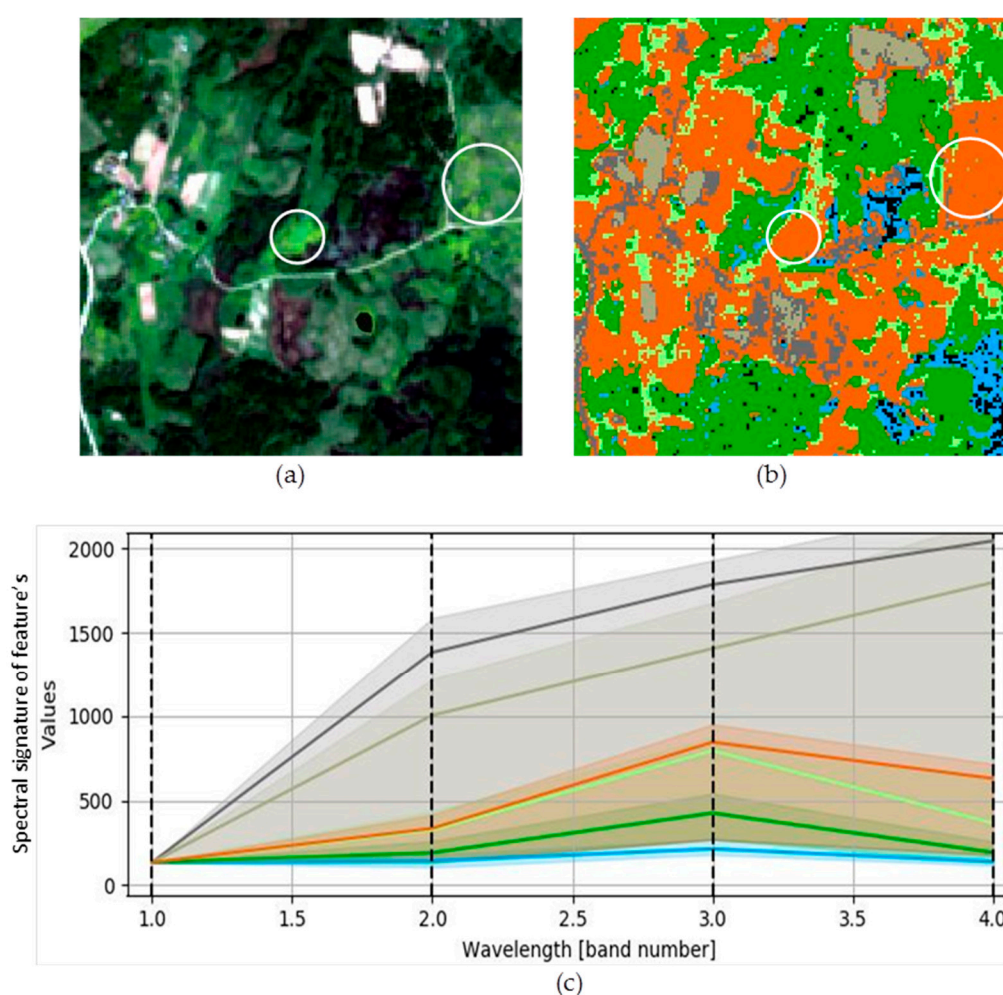 (a)
(b)
Spectral signature of feature's
Values
2000
1500
1000
500
0
1.0
1.5
2.0
2.5
3.0
3.5
4.0
Wavelength [band number]
(c)